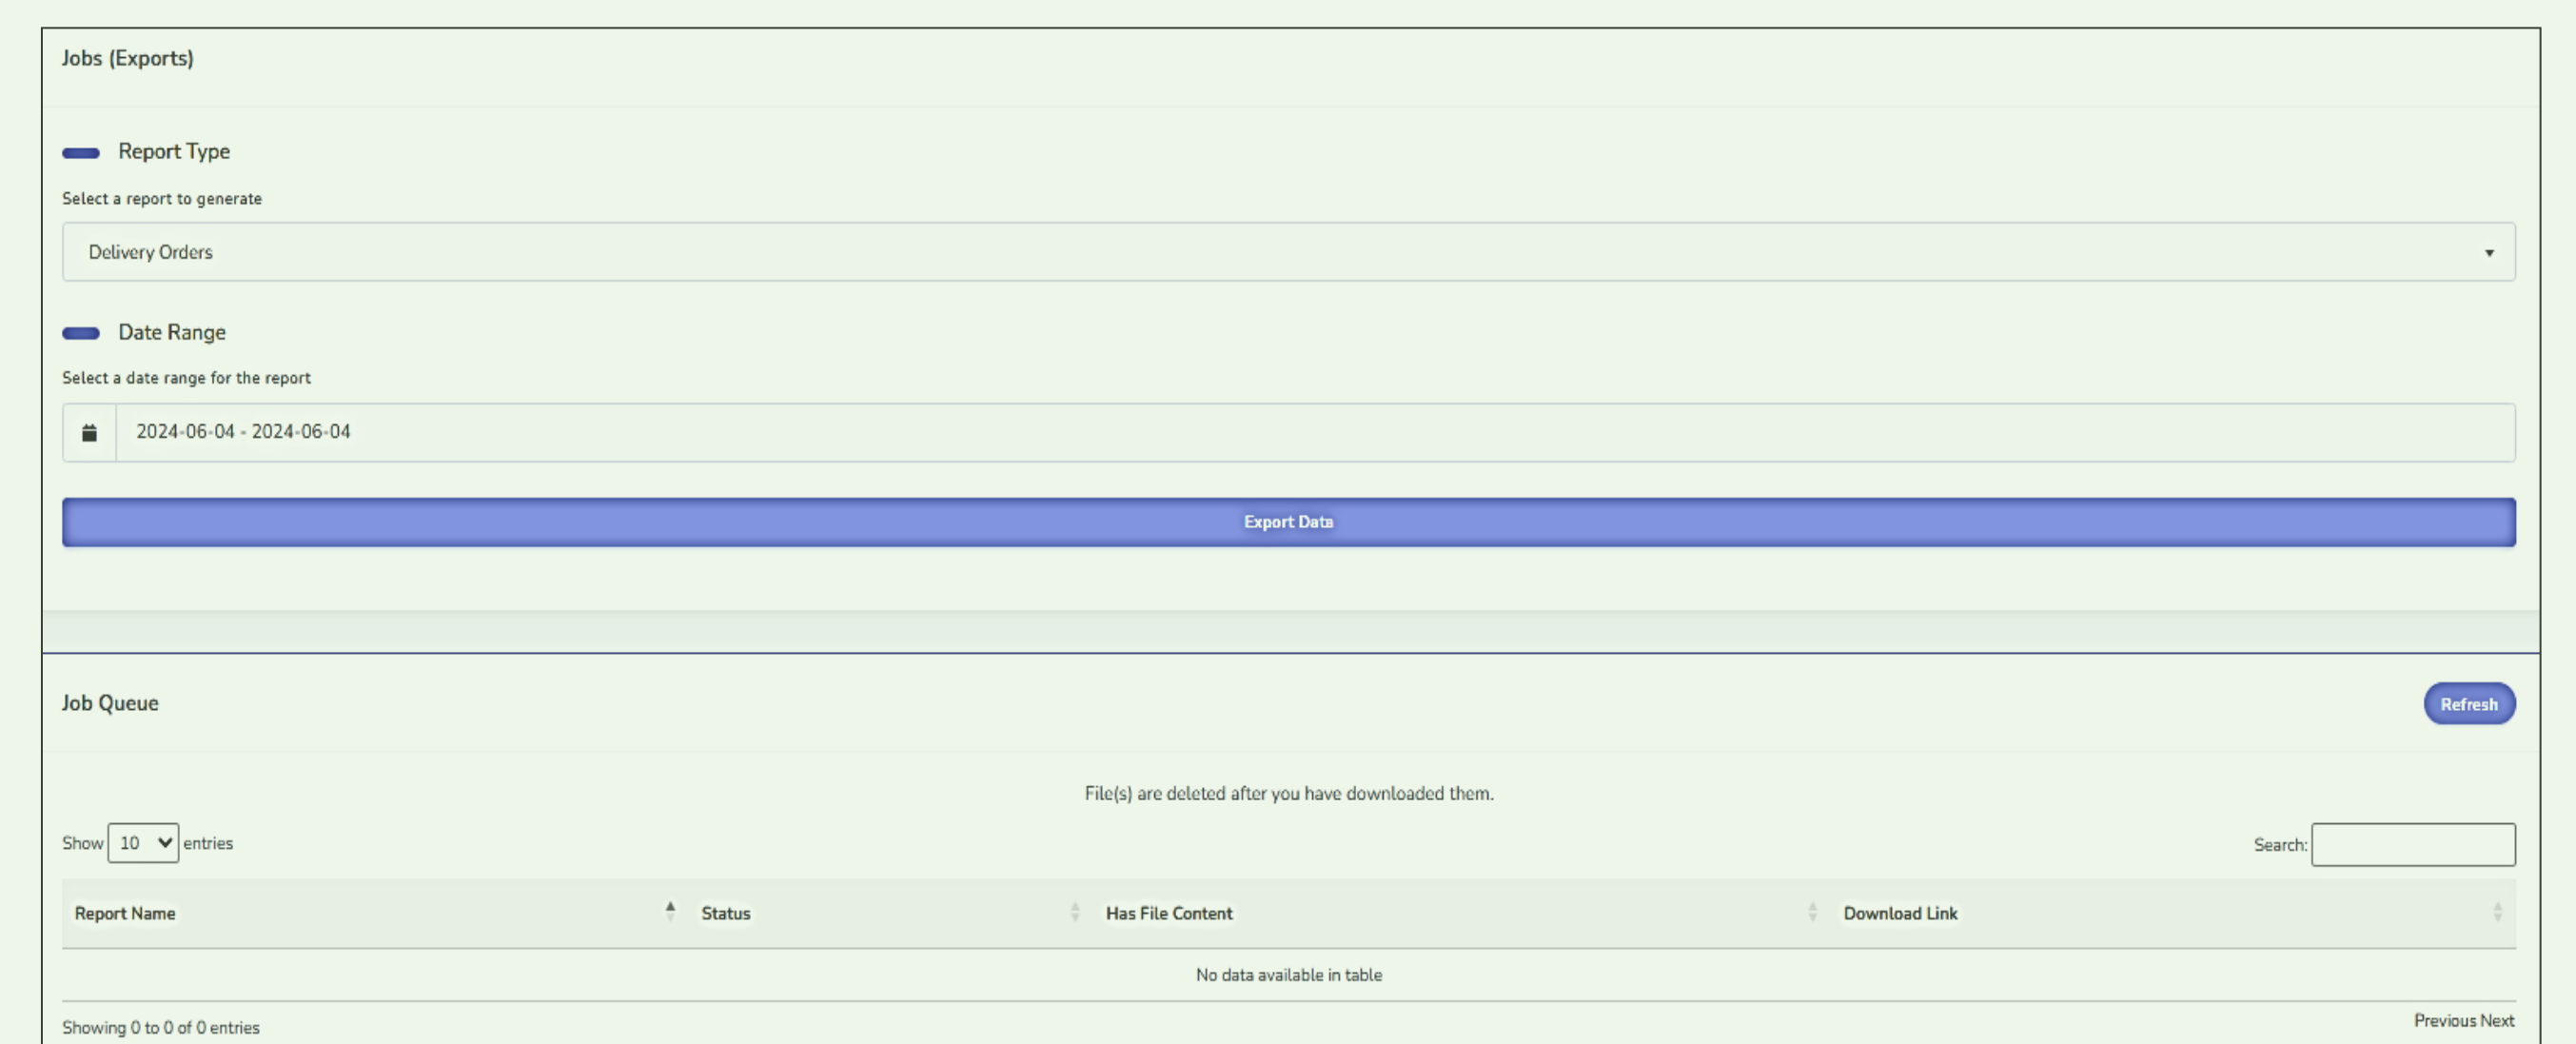 Jobs (Exports)
Report Type
Select a report to generate
Delivery Orders
Date Range
Select a date range for the report
2024-06-04 - 2024-06-04
Export Data
Job Queue
Refresh
File(s) are deleted after you have downloaded them.
Show 10 entries
Search:
Report Name Status Has File Content Download Link
No data available in table
Showing 0 to 0 of 0 entries
Previous Next